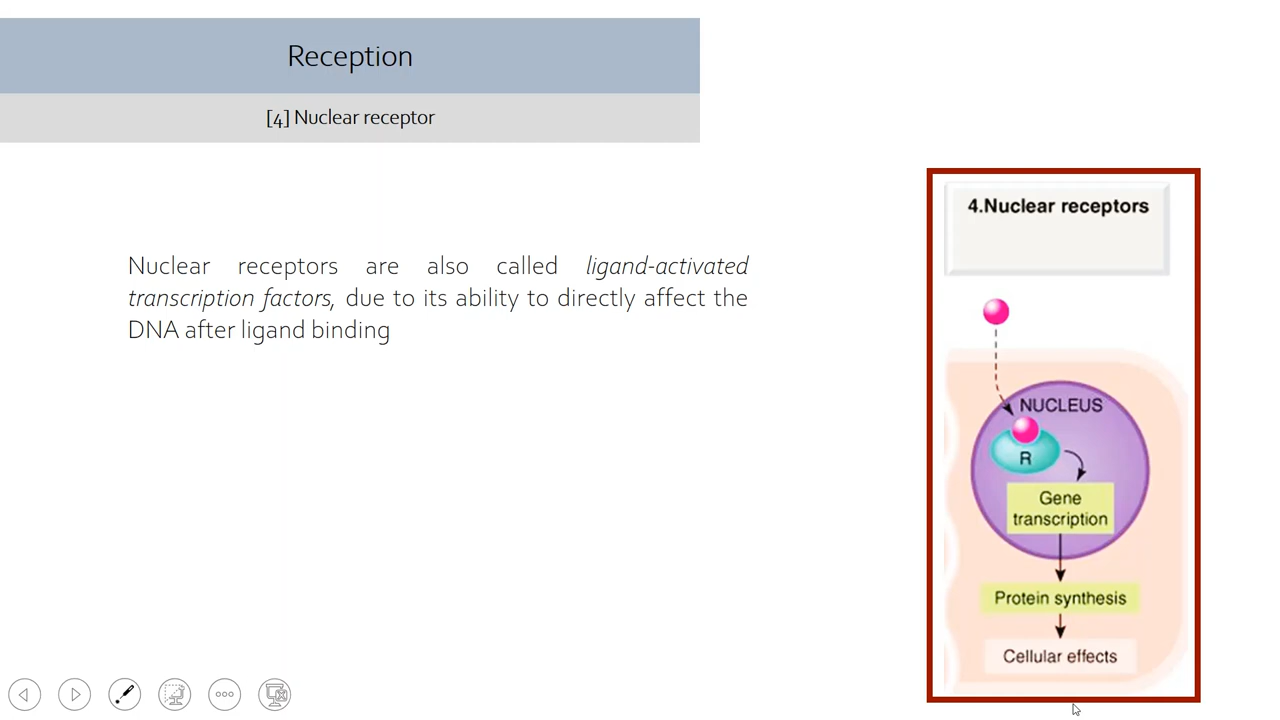 Reception
[4] Nuclear receptor
Nuclear receptors are also called ligand-activated
transcription factors, due to its ability to directly affect the
DNA after ligand binding
4.Nuclear receptors
NUCLEUS
R
Gene
transcription
Protein synthesis
Cellular effects